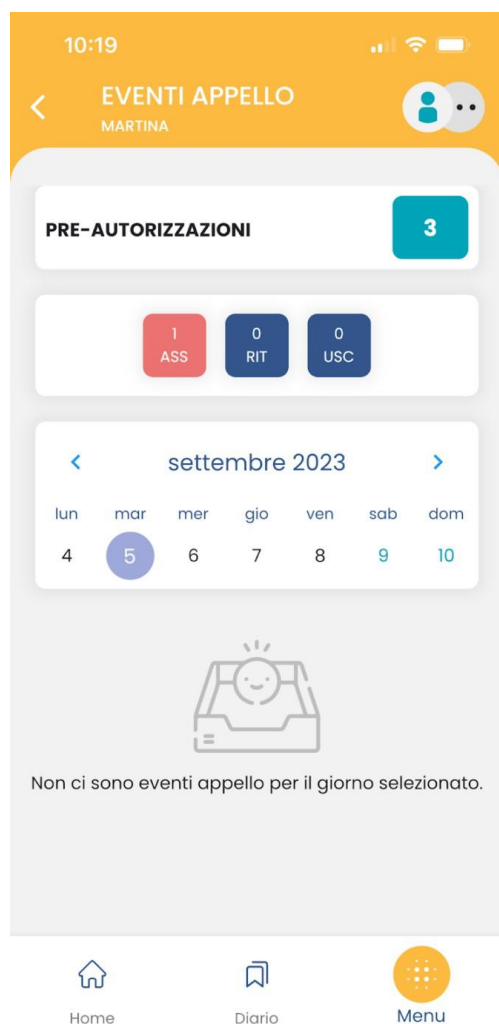 10:19
EVENTI APPELLO
MARTINA
PRE-AUTORIZZAZIONI
3
1 0 0
ASS RIT USC
settembre 2023
lun mar mer gio ven sab dom
4 5 6 7 8 9 10
Non ci sono eventi appello per il giorno selezionato.
Home Diario Menu